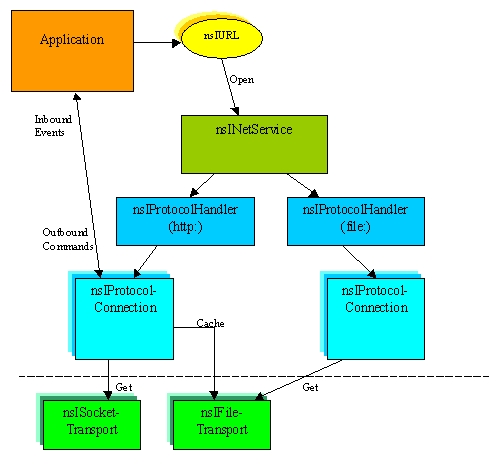 Application
nsIURL
Open
nsINetService
Inbound
Events
nsIProtocolHandler
(http:)
nsIProtocolHandler
(file:)
Outbound
Commands
nsIProtocol-
Connection
nsIProtocol-
Connection
Cache
Get
Get
nsISocket-
Transport
nsIFile-
Transport